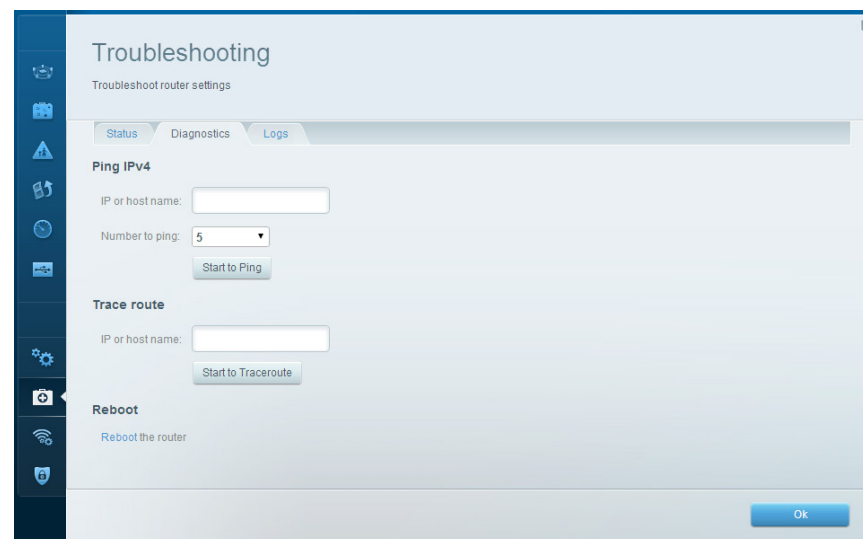 Troubleshooting
Troubleshoot router settings
Status Diagnostics Logs
Ping IPv4
IP or host name:
Number to ping: 5
Start to Ping
Trace route
IP or host name:
Start to Traceroute
Reboot
Reboot the router
Ok